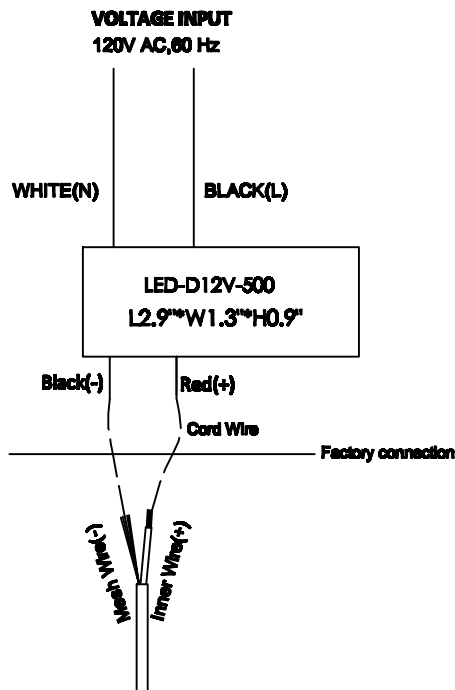 VOLTAGE INPUT
120V AC,60 Hz
WHITE(N)
BLACK(L)
LED-D12V-500
L2.9"*W1.3"*H0.9"
Black(-)
Red(+)
Cord Wire
Factory connection
Mesh Wire(-)
Inner Wire(+)